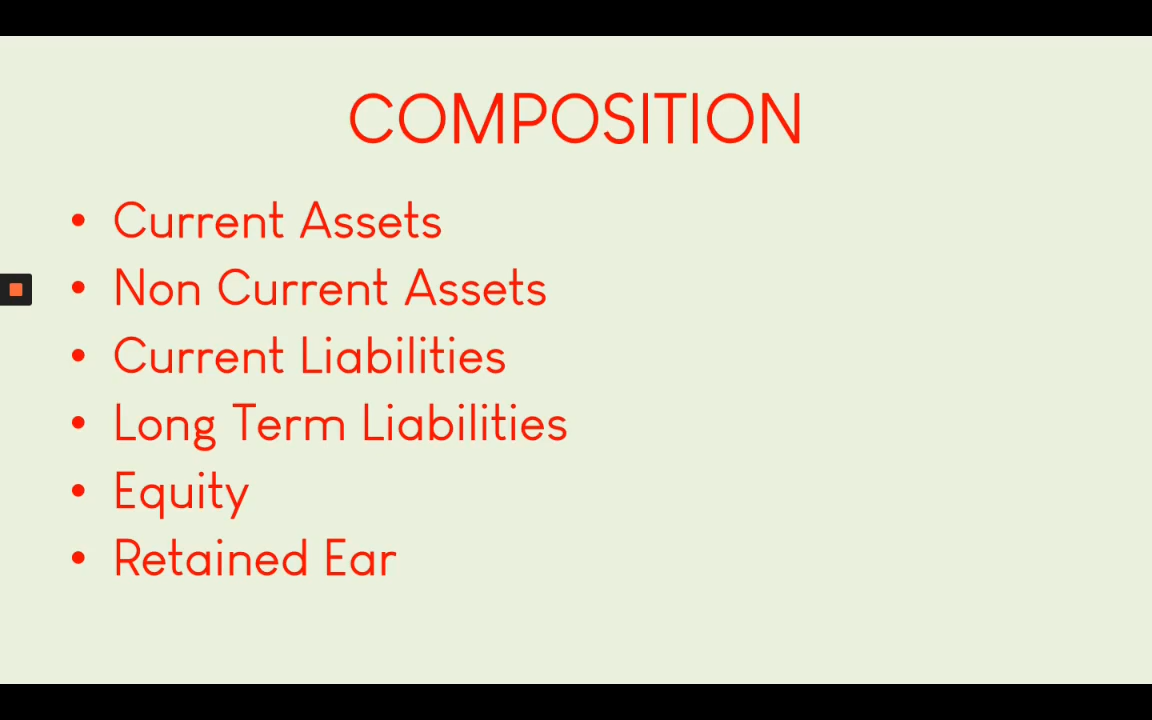 COMPOSITION
• Current Assets
• Non Current Assets
• Current Liabilities
• Long Term Liabilities
• Equity
• Retained Ear